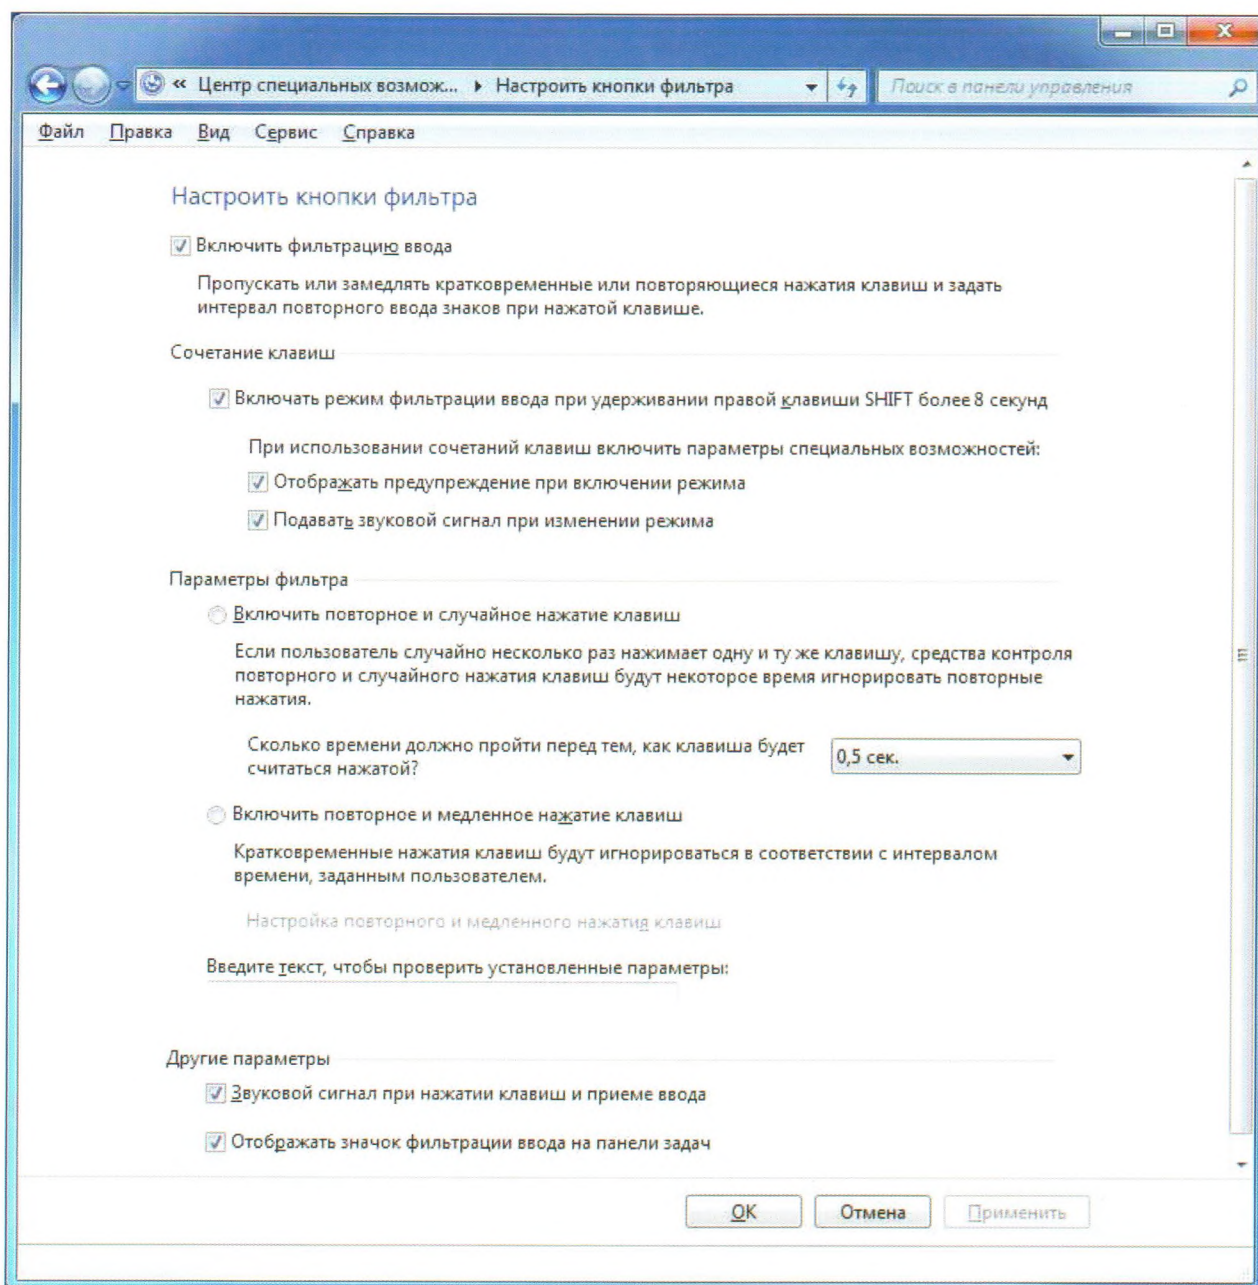 « Центр специальных возмож... ▸ Настроить кнопки фильтра
Поиск в панели управления
Файл Правка Вид Сервис Справка
Настроить кнопки фильтра
Включить фильтрацию ввода
Пропускать или замедлять кратковременные или повторяющиеся нажатия клавиш и задать
интервал повторного ввода знаков при нажатой клавише.
Сочетание клавиш
Включать режим фильтрации ввода при удерживании правой клавиши SHIFT более 8 секунд
При использовании сочетаний клавиш включить параметры специальных возможностей:
Отображать предупреждение при включении режима
Подавать звуковой сигнал при изменении режима
Параметры фильтра
Включить повторное и случайное нажатие клавиш
Если пользователь случайно несколько раз нажимает одну и ту же клавишу, средства контроля
повторного и случайного нажатия клавиш будут некоторое время игнорировать повторные
нажатия.
Сколько времени должно пройти перед тем, как клавиша будет
считаться нажатой?
0,5 сек.
Включить повторное и медленное нажатие клавиш
Кратковременные нажатия клавиш будут игнорироваться в соответствии с интервалом
времени, заданным пользователем.
Настройка повторного и медленного нажатия клавиш
Введите текст, чтобы проверить установленные параметры:
Другие параметры
Звуковой сигнал при нажатии клавиш и приеме ввода
Отображать значок фильтрации ввода на панели задач
ОК Отмена Применить